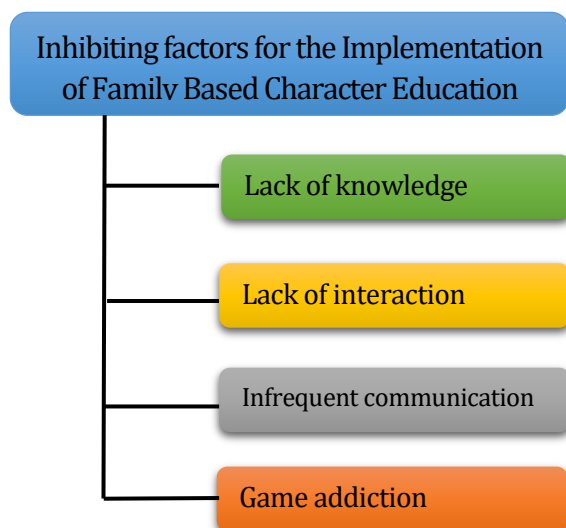 Inhibiting factors for the Implementation
of Family Based Character Education
Lack of knowledge
Lack of interaction
Infrequent communication
Game addiction